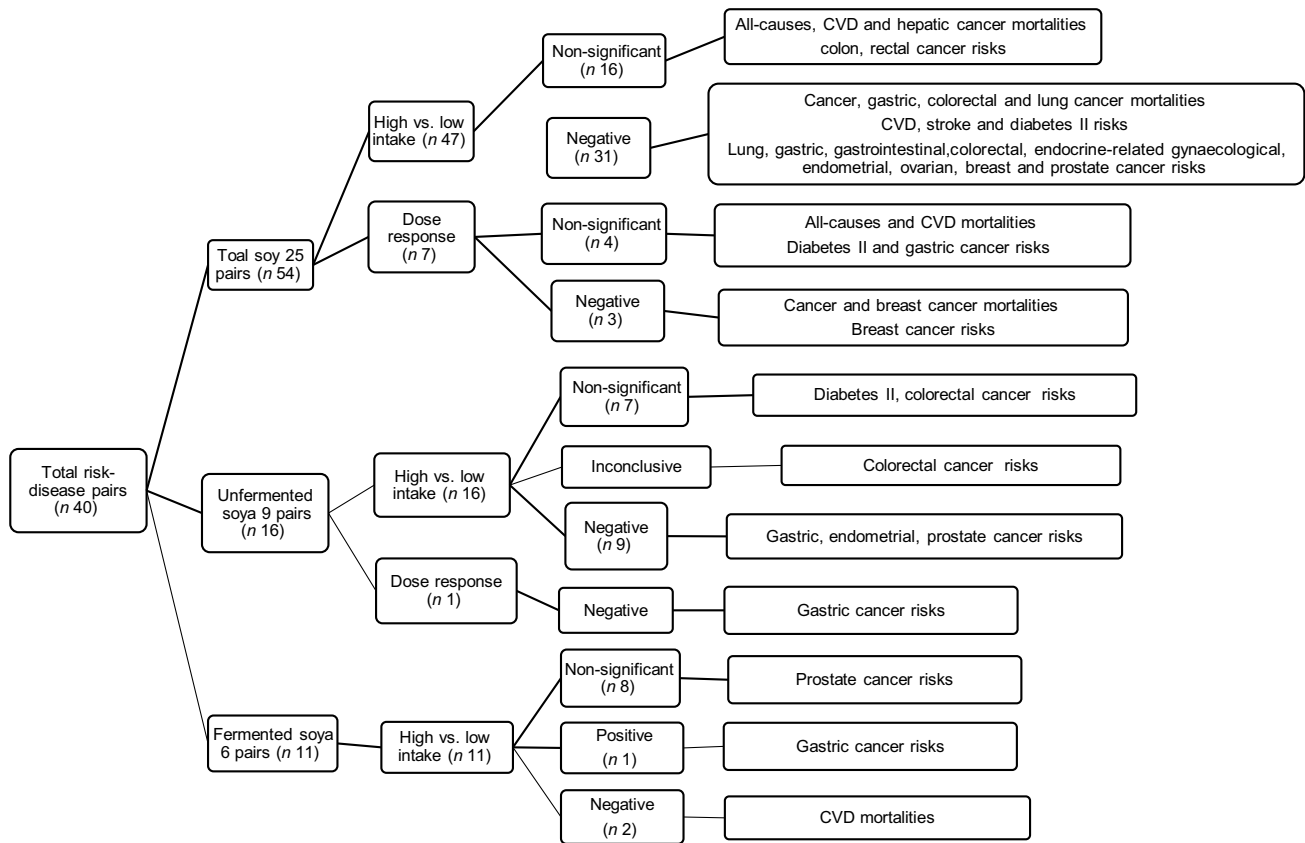 All-causes, CVD and hepatic cancer mortalities
colon, rectal cancer risks
Non-significant
(n 16)
Cancer, gastric, colorectal and lung cancer mortalities
CVD, stroke and diabetes II risks
Lung, gastric, gastrointestinal,colorectal, endocrine-related gynaecological,
endometrial, ovarian, breast and prostate cancer risks
High vs. low
intake (n 47)
Negative
(n 31)
Dose
response
(n 7)
Non-significant
(n 4)
All-causes and CVD mortalities
Diabetes II and gastric cancer risks
Toal soy 25
pairs (n 54)
Negative
(n 3)
Cancer and breast cancer mortalities
Breast cancer risks
Non-significant
(n 7)
Diabetes II, colorectal cancer risks
Total risk-
disease pairs
(n 40)
Unfermented
soya 9 pairs
(n 16)
High vs. low
intake (n 16)
Inconclusive
Colorectal cancer risks
Negative
(n 9)
Gastric, endometrial, prostate cancer risks
Dose response
(n 1)
Negative
Gastric cancer risks
Non-significant
(n 8)
Prostate cancer risks
Fermented soya
6 pairs (n 11)
High vs. low
intake (n 11)
Positive
(n 1)
Gastric cancer risks
Negative
(n 2)
CVD mortalities